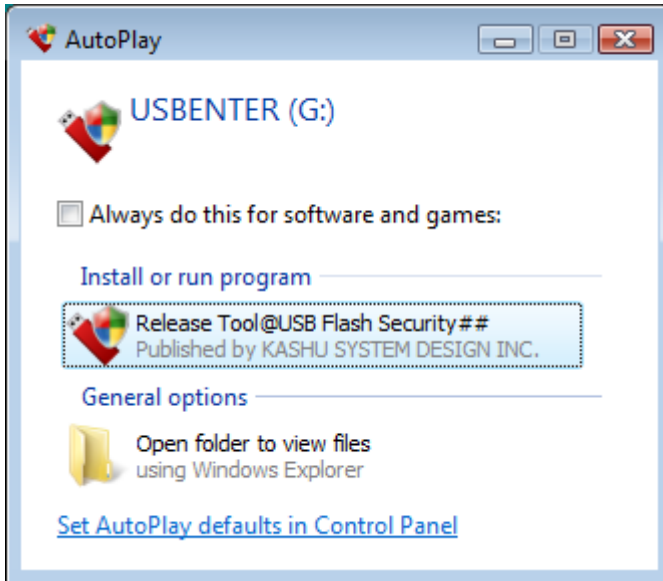 AutoPlay
USBENTER (G:)
Always do this for software and games:
Install or run program
Release Tool@USB Flash Security##
Published by KASHU SYSTEM DESIGN INC.
General options
Open folder to view files
using Windows Explorer
Set AutoPlay defaults in Control Panel